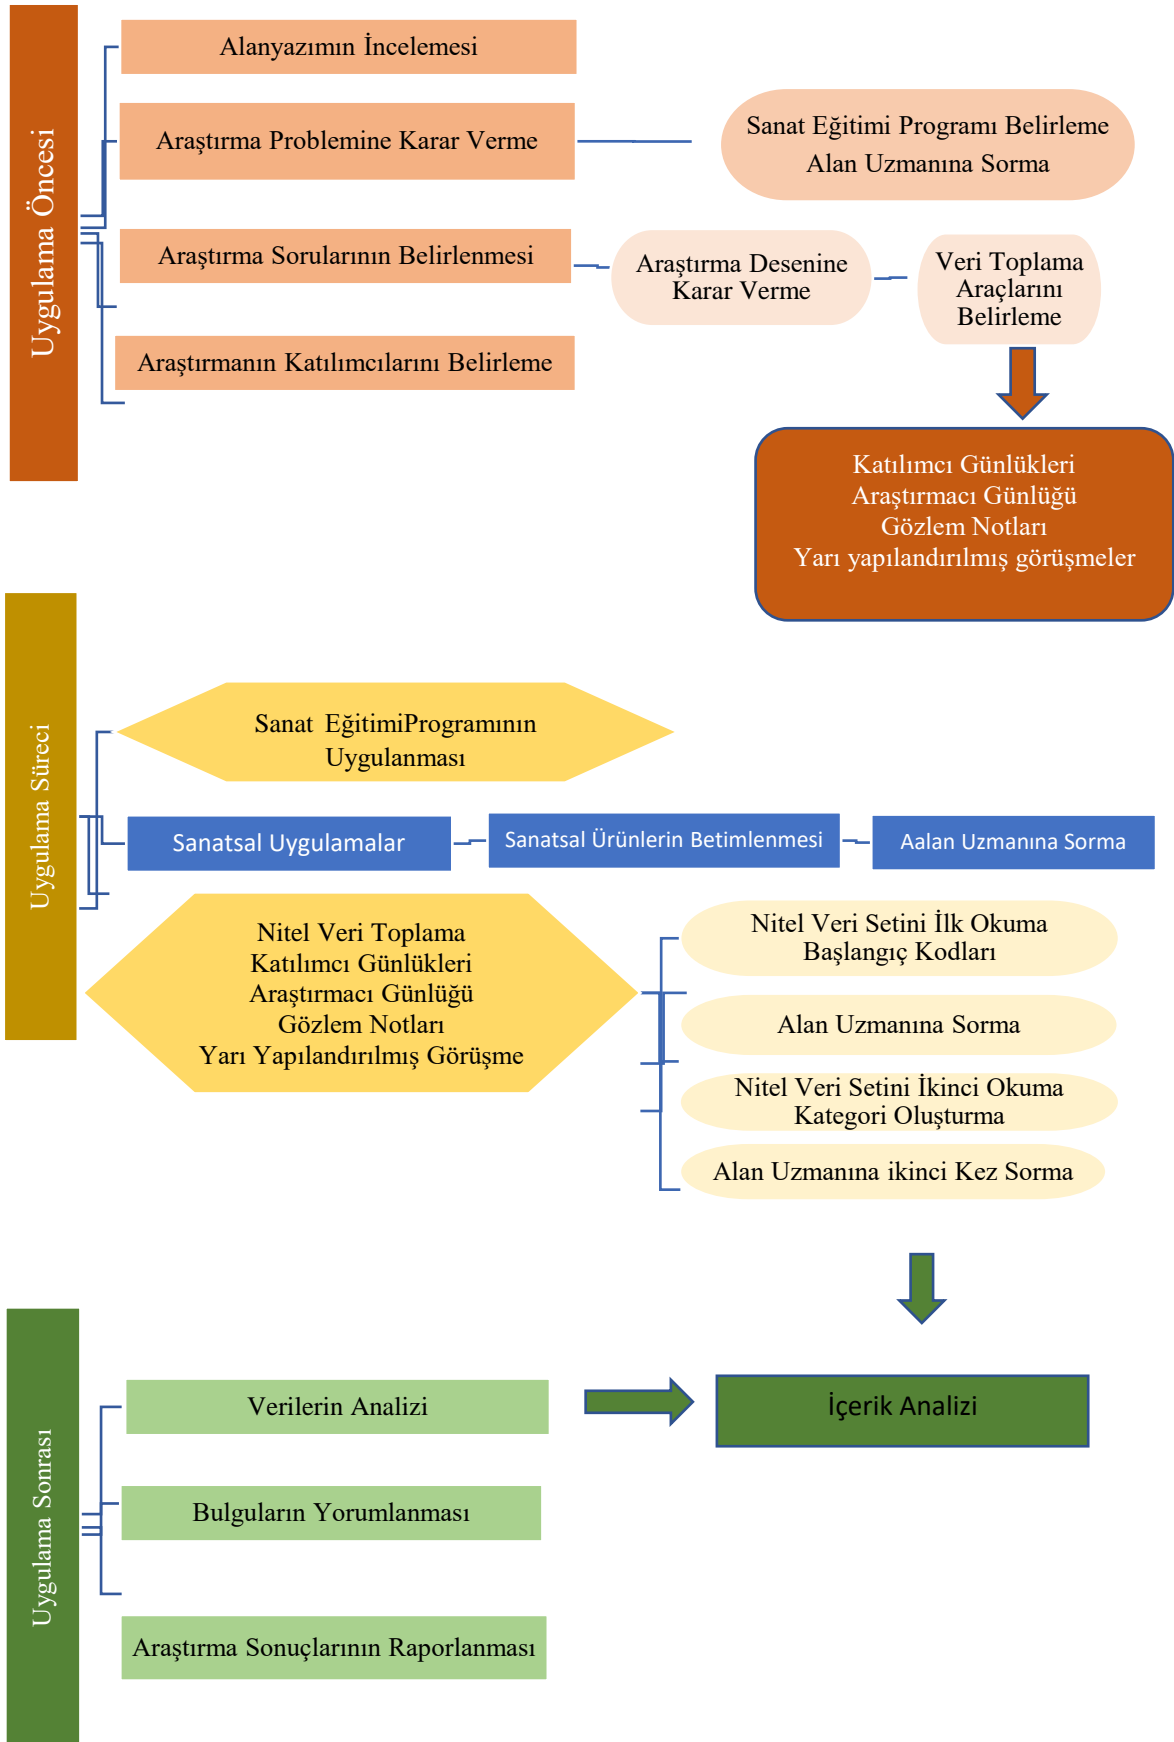 Uygulama Öncesi
Alanyazımın İncelemesi
Araştırma Problemine Karar Verme
Sanat Eğitimi Programı Belirleme
Alan Uzmanına Sorma
Araştırma Sorularının Belirlenmesi
Araştırma Desenine
Karar Verme
Veri Toplama
Araçlarını
Belirleme
Araştırmanın Katılımcılarını Belirleme
Katılımcı Günlükleri
Araştırmacı Günlüğü
Gözlem Notları
Yarı yapılandırılmış görüşmeler
Uygulama Süreci
Sanat EğitimiProgramının
Uygulanması
Sanatsal Uygulamalar
Sanatsal Ürünlerin Betimlenmesi
Aalan Uzmanına Sorma
Nitel Veri Toplama
Katılımcı Günlükleri
Araştırmacı Günlüğü
Gözlem Notları
Yarı Yapılandırılmış Görüşme
Nitel Veri Setini İlk Okuma
Başlangıç Kodları
Alan Uzmanına Sorma
Nitel Veri Setini İkinci Okuma
Kategori Oluşturma
Alan Uzmanına ikinci Kez Sorma
Uygulama Sonrası
Verilerin Analizi
İçerik Analizi
Bulguların Yorumlanması
Araştırma Sonuçlarının Raporlanması